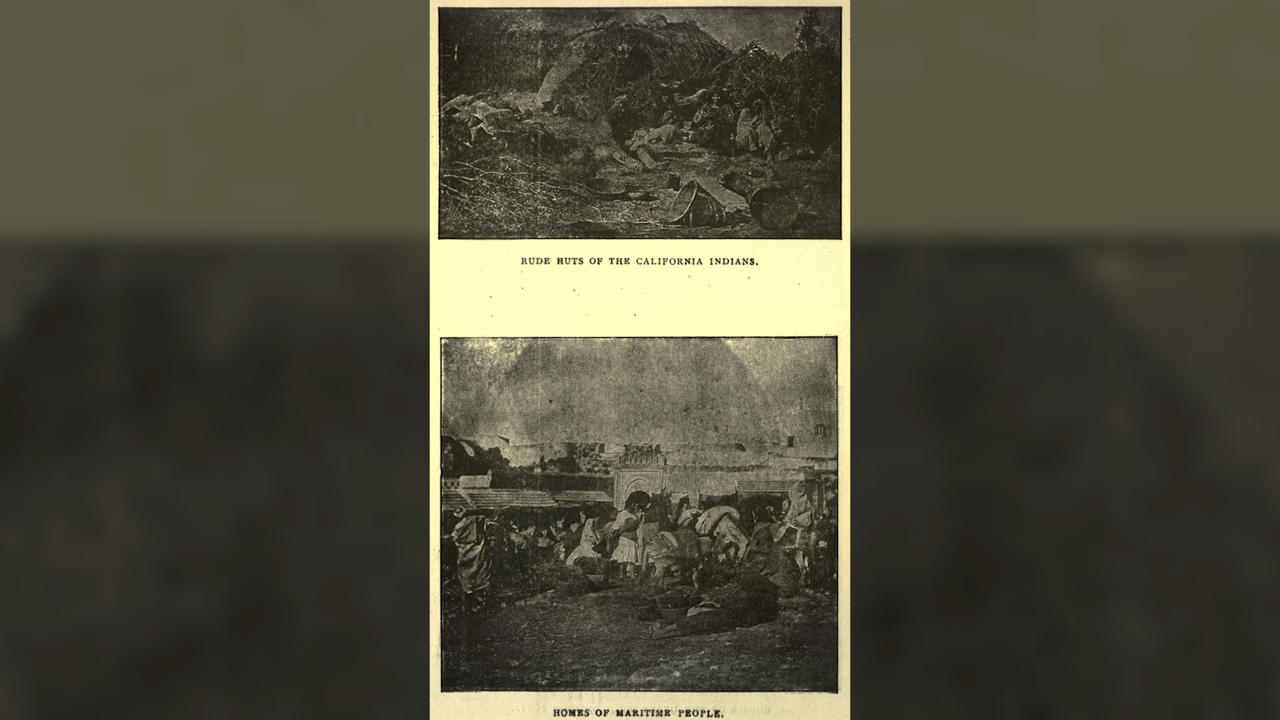 RUDE HUTS OF THE CALIFORNIA INDIANS.
HOMES OF MARITIME PEOPLE.